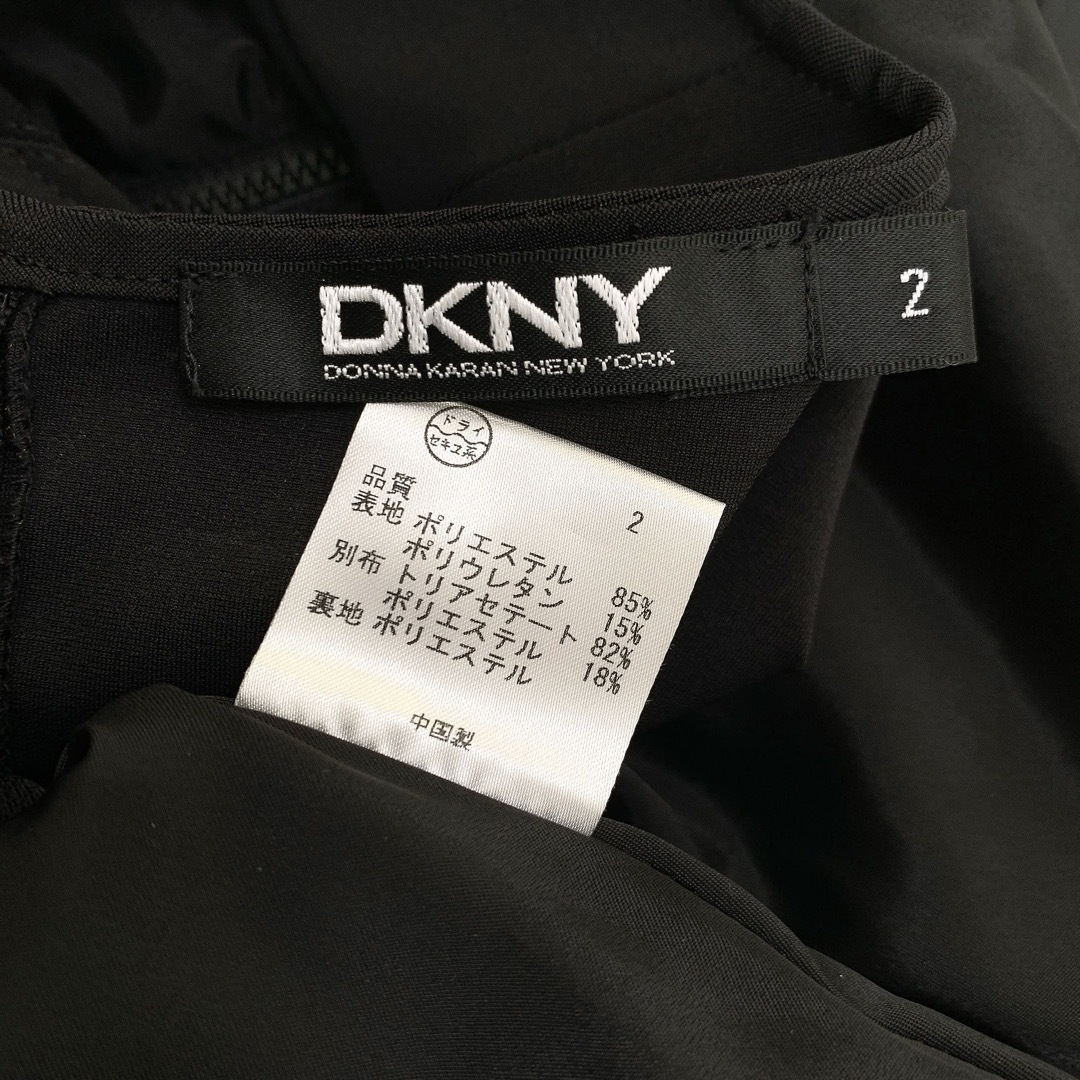 DKNY
DONNA KARAN NEW YORK
2
ドライ
セキユ系
品質 2
表地 ポリエステル 85%
ポリウレタン 15%
別布 トリアセテート 82%
ポリエステル 18%
裏地 ポリエステル
中国製